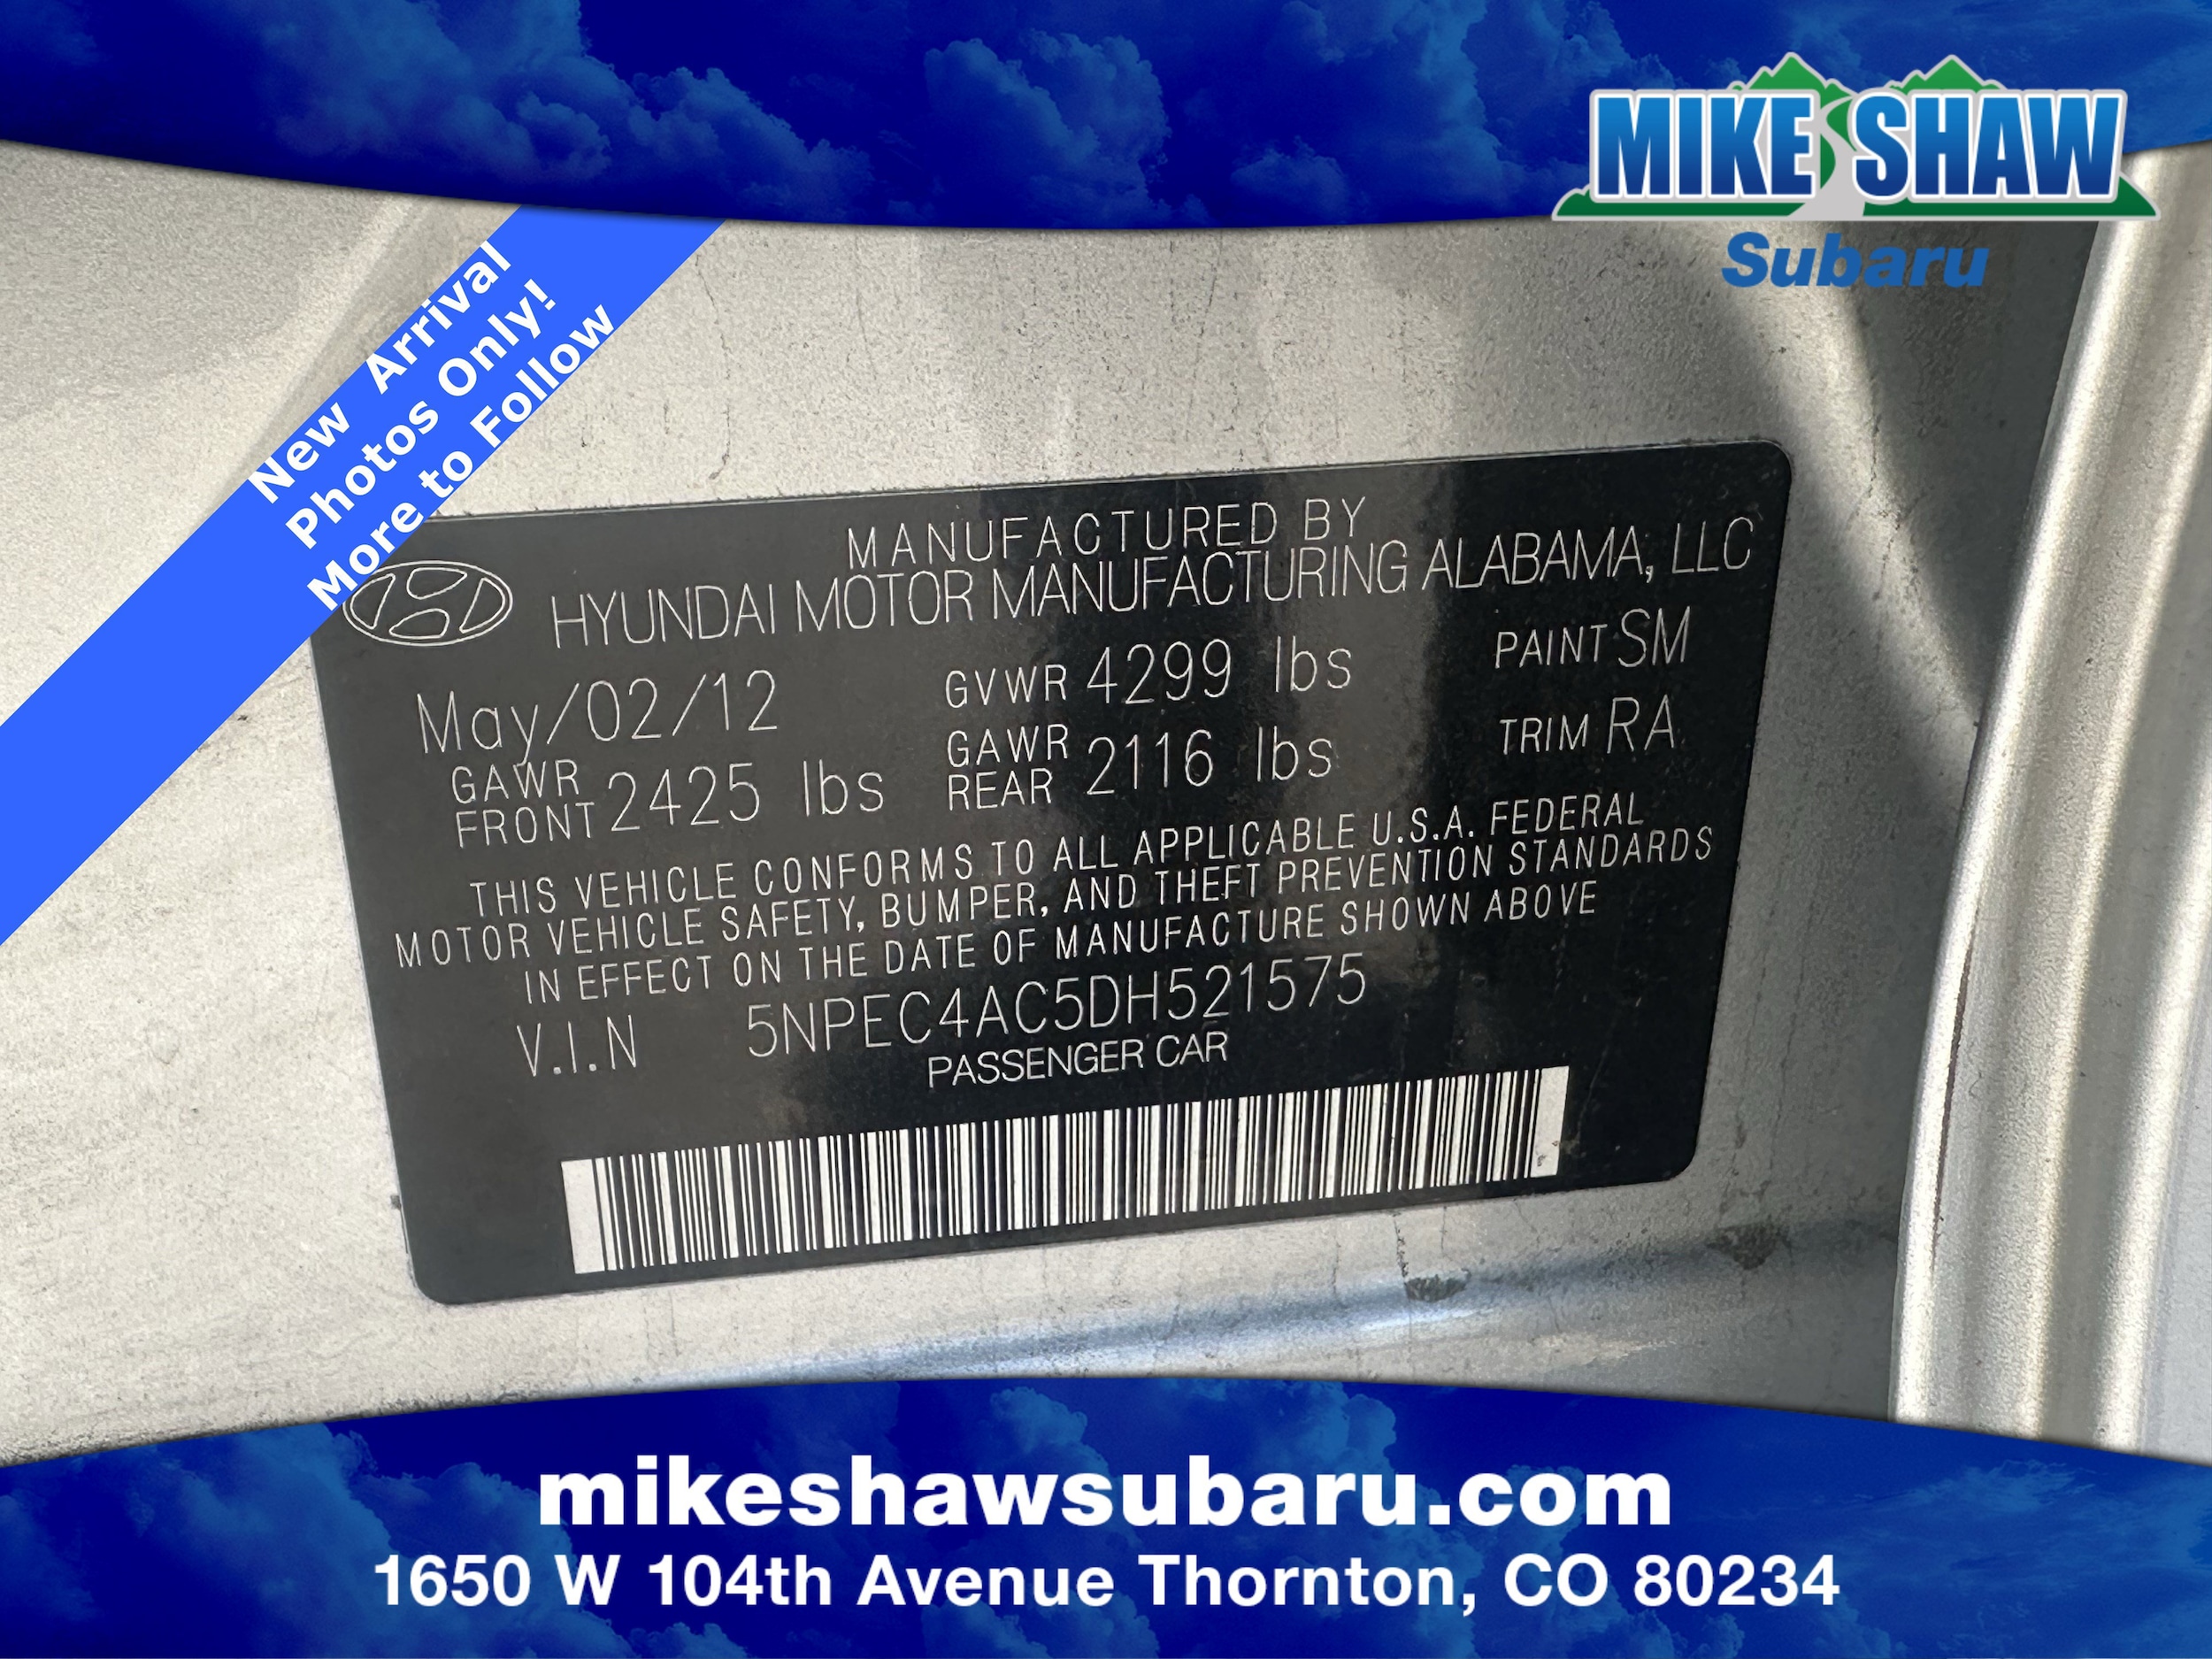 MIKE SHAW
Subaru
New Arrival
Photos Only!
More to Follow
MANUFACTURED BY
HYUNDAI MOTOR MANUFACTURING ALABAMA, LLC
May/02/12 GVWR 4299 lbs PAINT SM
GAWR FRONT 2425 lbs GAWR REAR 2116 lbs TRIM RA
THIS VEHICLE CONFORMS TO ALL APPLICABLE U.S.A. FEDERAL
MOTOR VEHICLE SAFETY, BUMPER, AND THEFT PREVENTION STANDARDS
IN EFFECT ON THE DATE OF MANUFACTURE SHOWN ABOVE
V.I.N 5NPEC4AC5DH521575
PASSENGER CAR
mikeshawsubaru.com
1650 W 104th Avenue Thornton, CO 80234